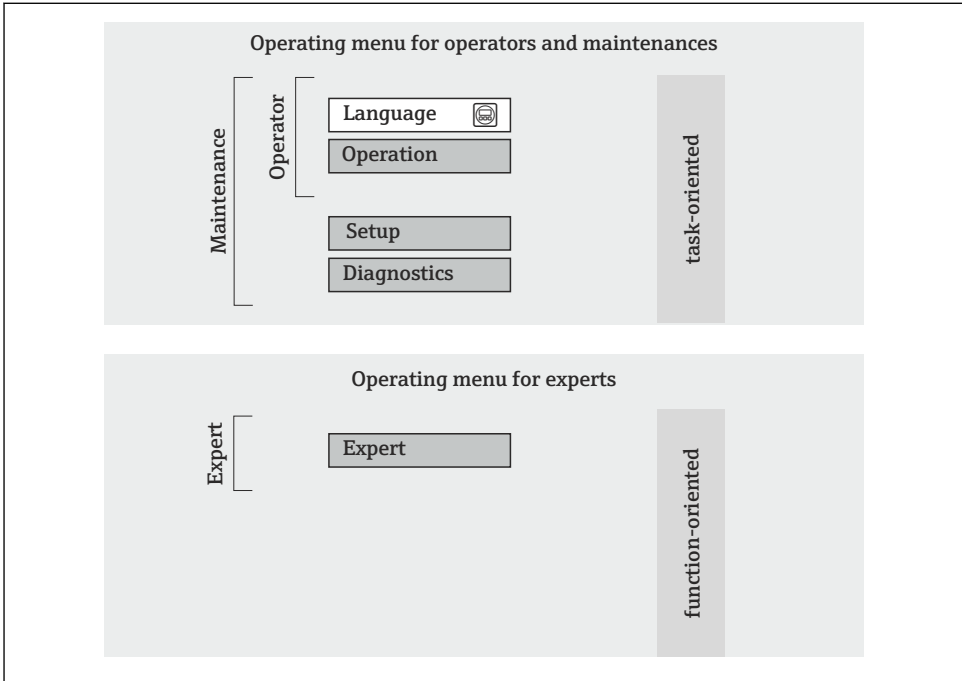 Operating menu for operators and maintenances
Maintenance
Operator
Language
Operation
Setup
Diagnostics
task-oriented
Operating menu for experts
Expert
Expert
function-oriented